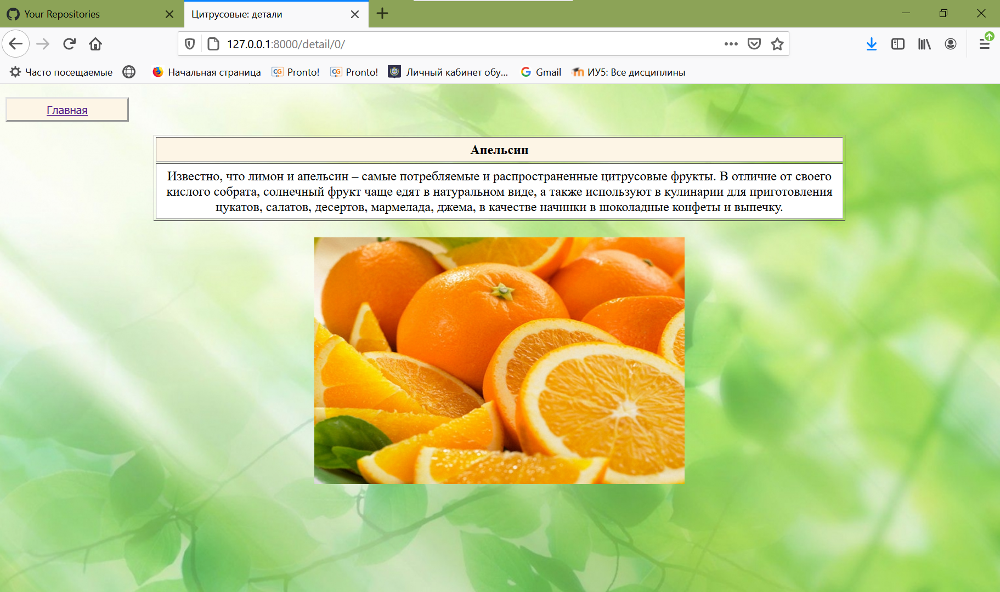 Your Repositories
Цитрусовые: детали
127.0.0.1:8000/detail/0/
Часто посещаемые
Начальная страница
Pronto!
Pronto!
Личный кабинет обу...
Gmail
ИУ5: Все дисциплины
Главная
Апельсин
Известно, что лимон и апельсин – самые потребляемые и распространенные цитрусовые фрукты. В отличие от своего
кислого собрата, солнечный фрукт чаще едят в натуральном виде, а также используют в кулинарии для приготовления
цукатов, салатов, десертов, мармелада, джема, в качестве начинки в шоколадные конфеты и выпечку.